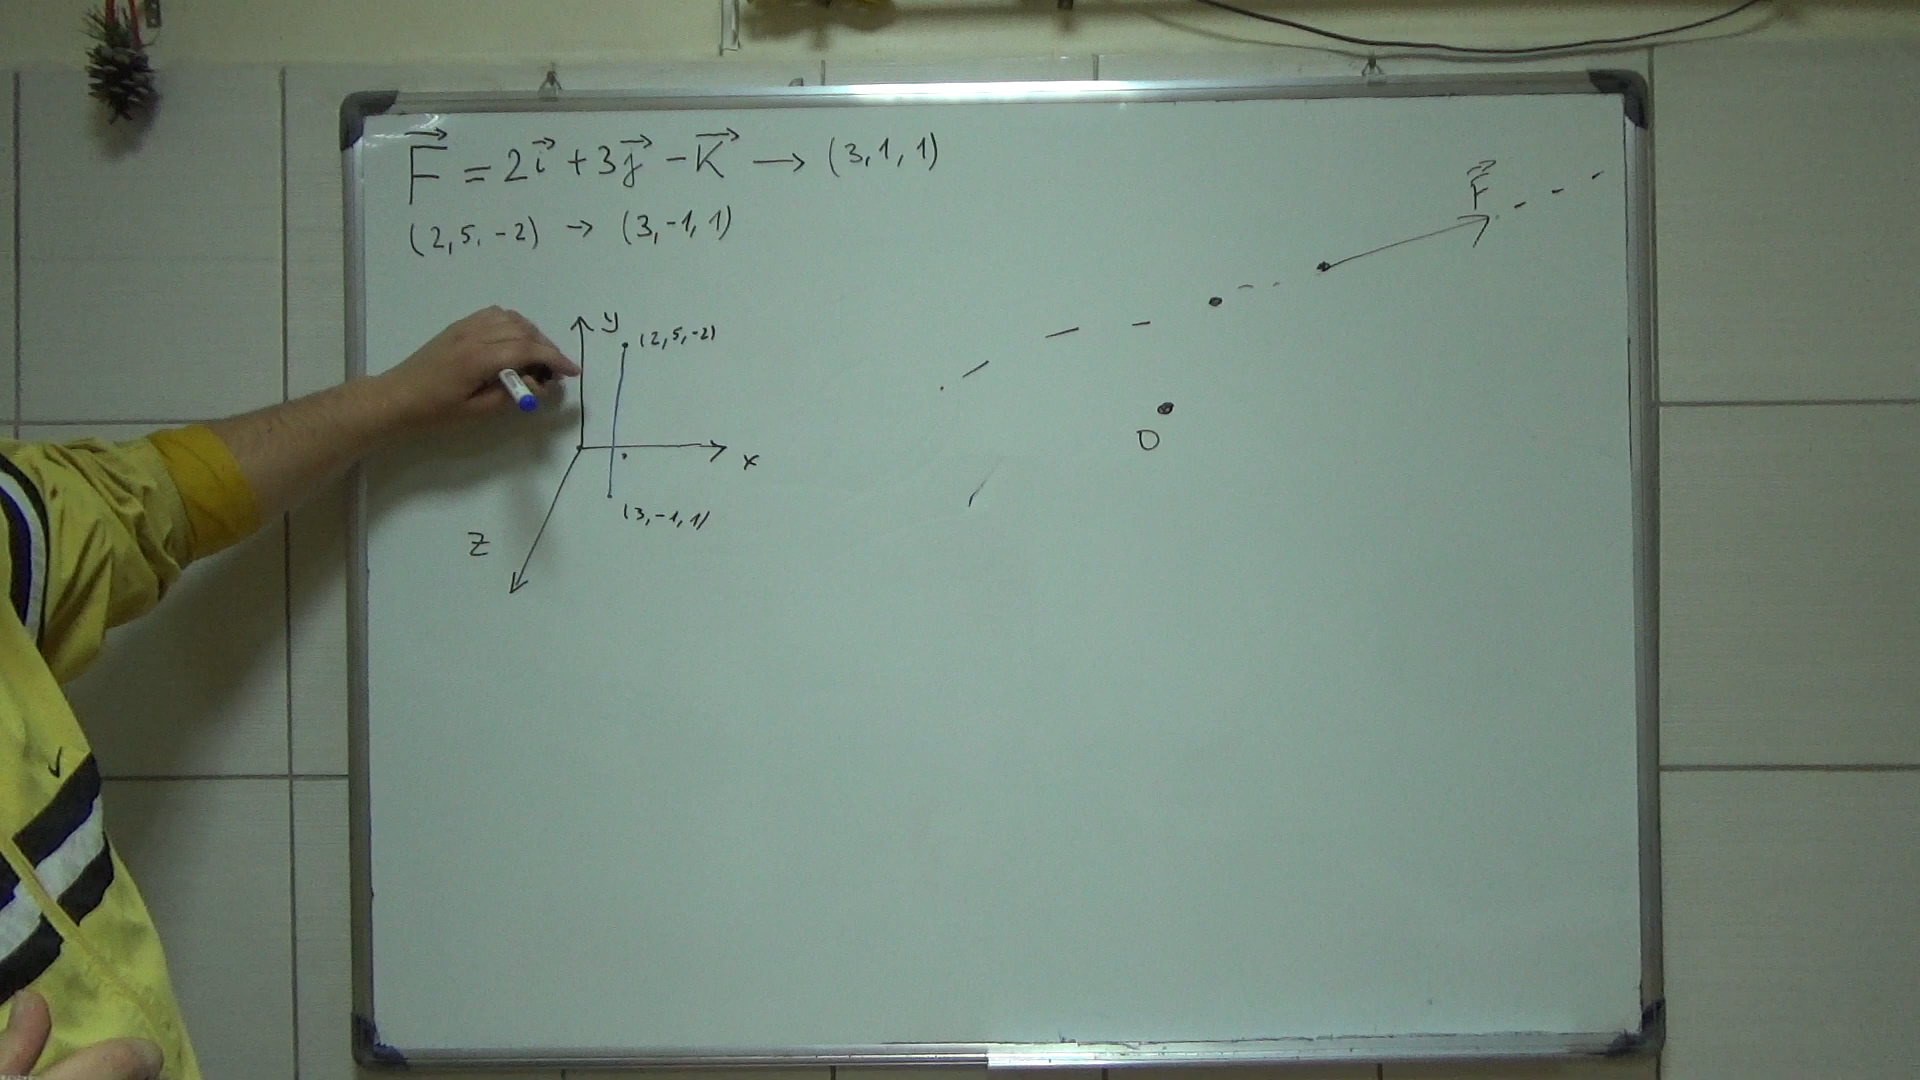 F⃗ = 2i⃗ + 3j⃗ − K⃗ → (3, 1, 1)
(2, 5, −2) → (3, −1, 1)
F⃗
y
(2, 5, −2)
x
O
(3, −1, 1)
Z